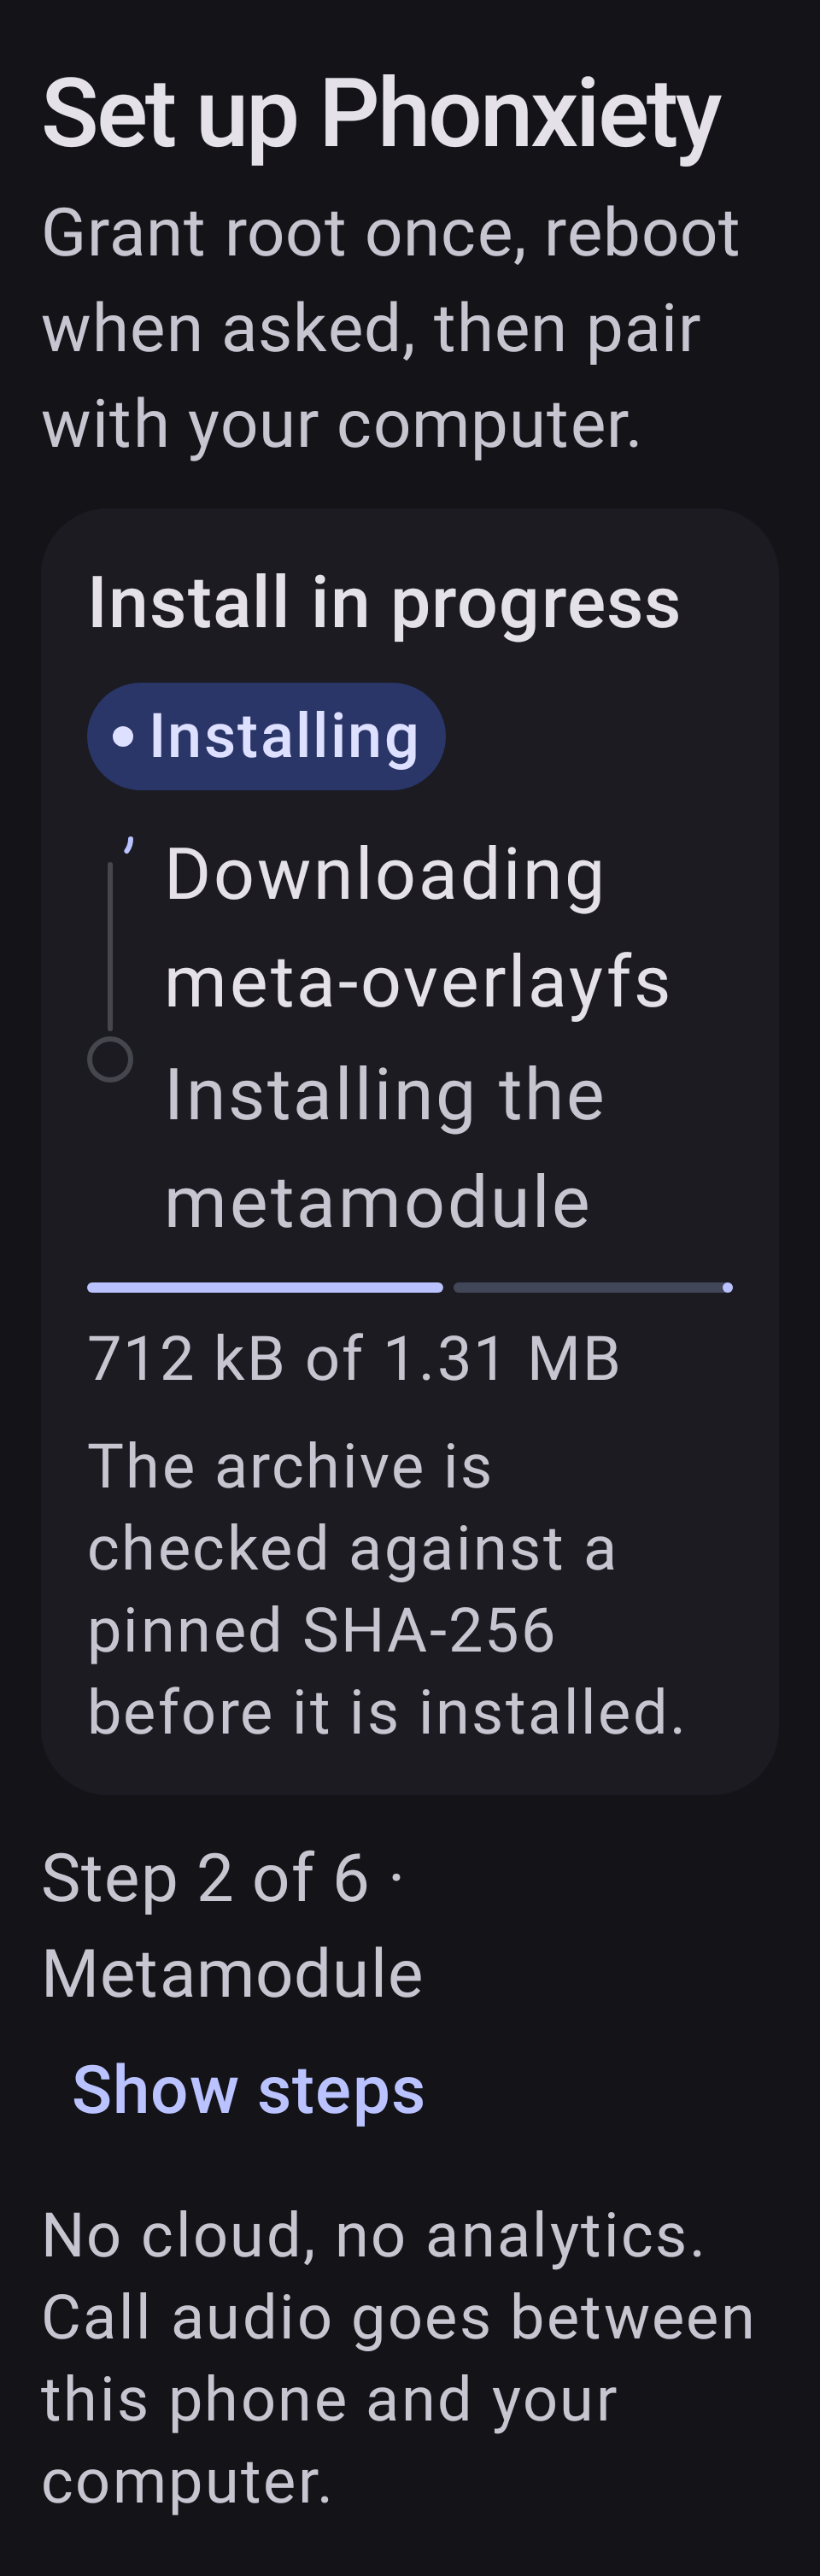 Set up Phonxiety
Grant root once, reboot
when asked, then pair
with your computer.
Install in progress
Installing
Downloading
meta-overlayfs
Installing the
metamodule
712 kB of 1.31 MB
The archive is
checked against a
pinned SHA-256
before it is installed.
Step 2 of 6 ·
Metamodule
Show steps
No cloud, no analytics.
Call audio goes between
this phone and your
computer.